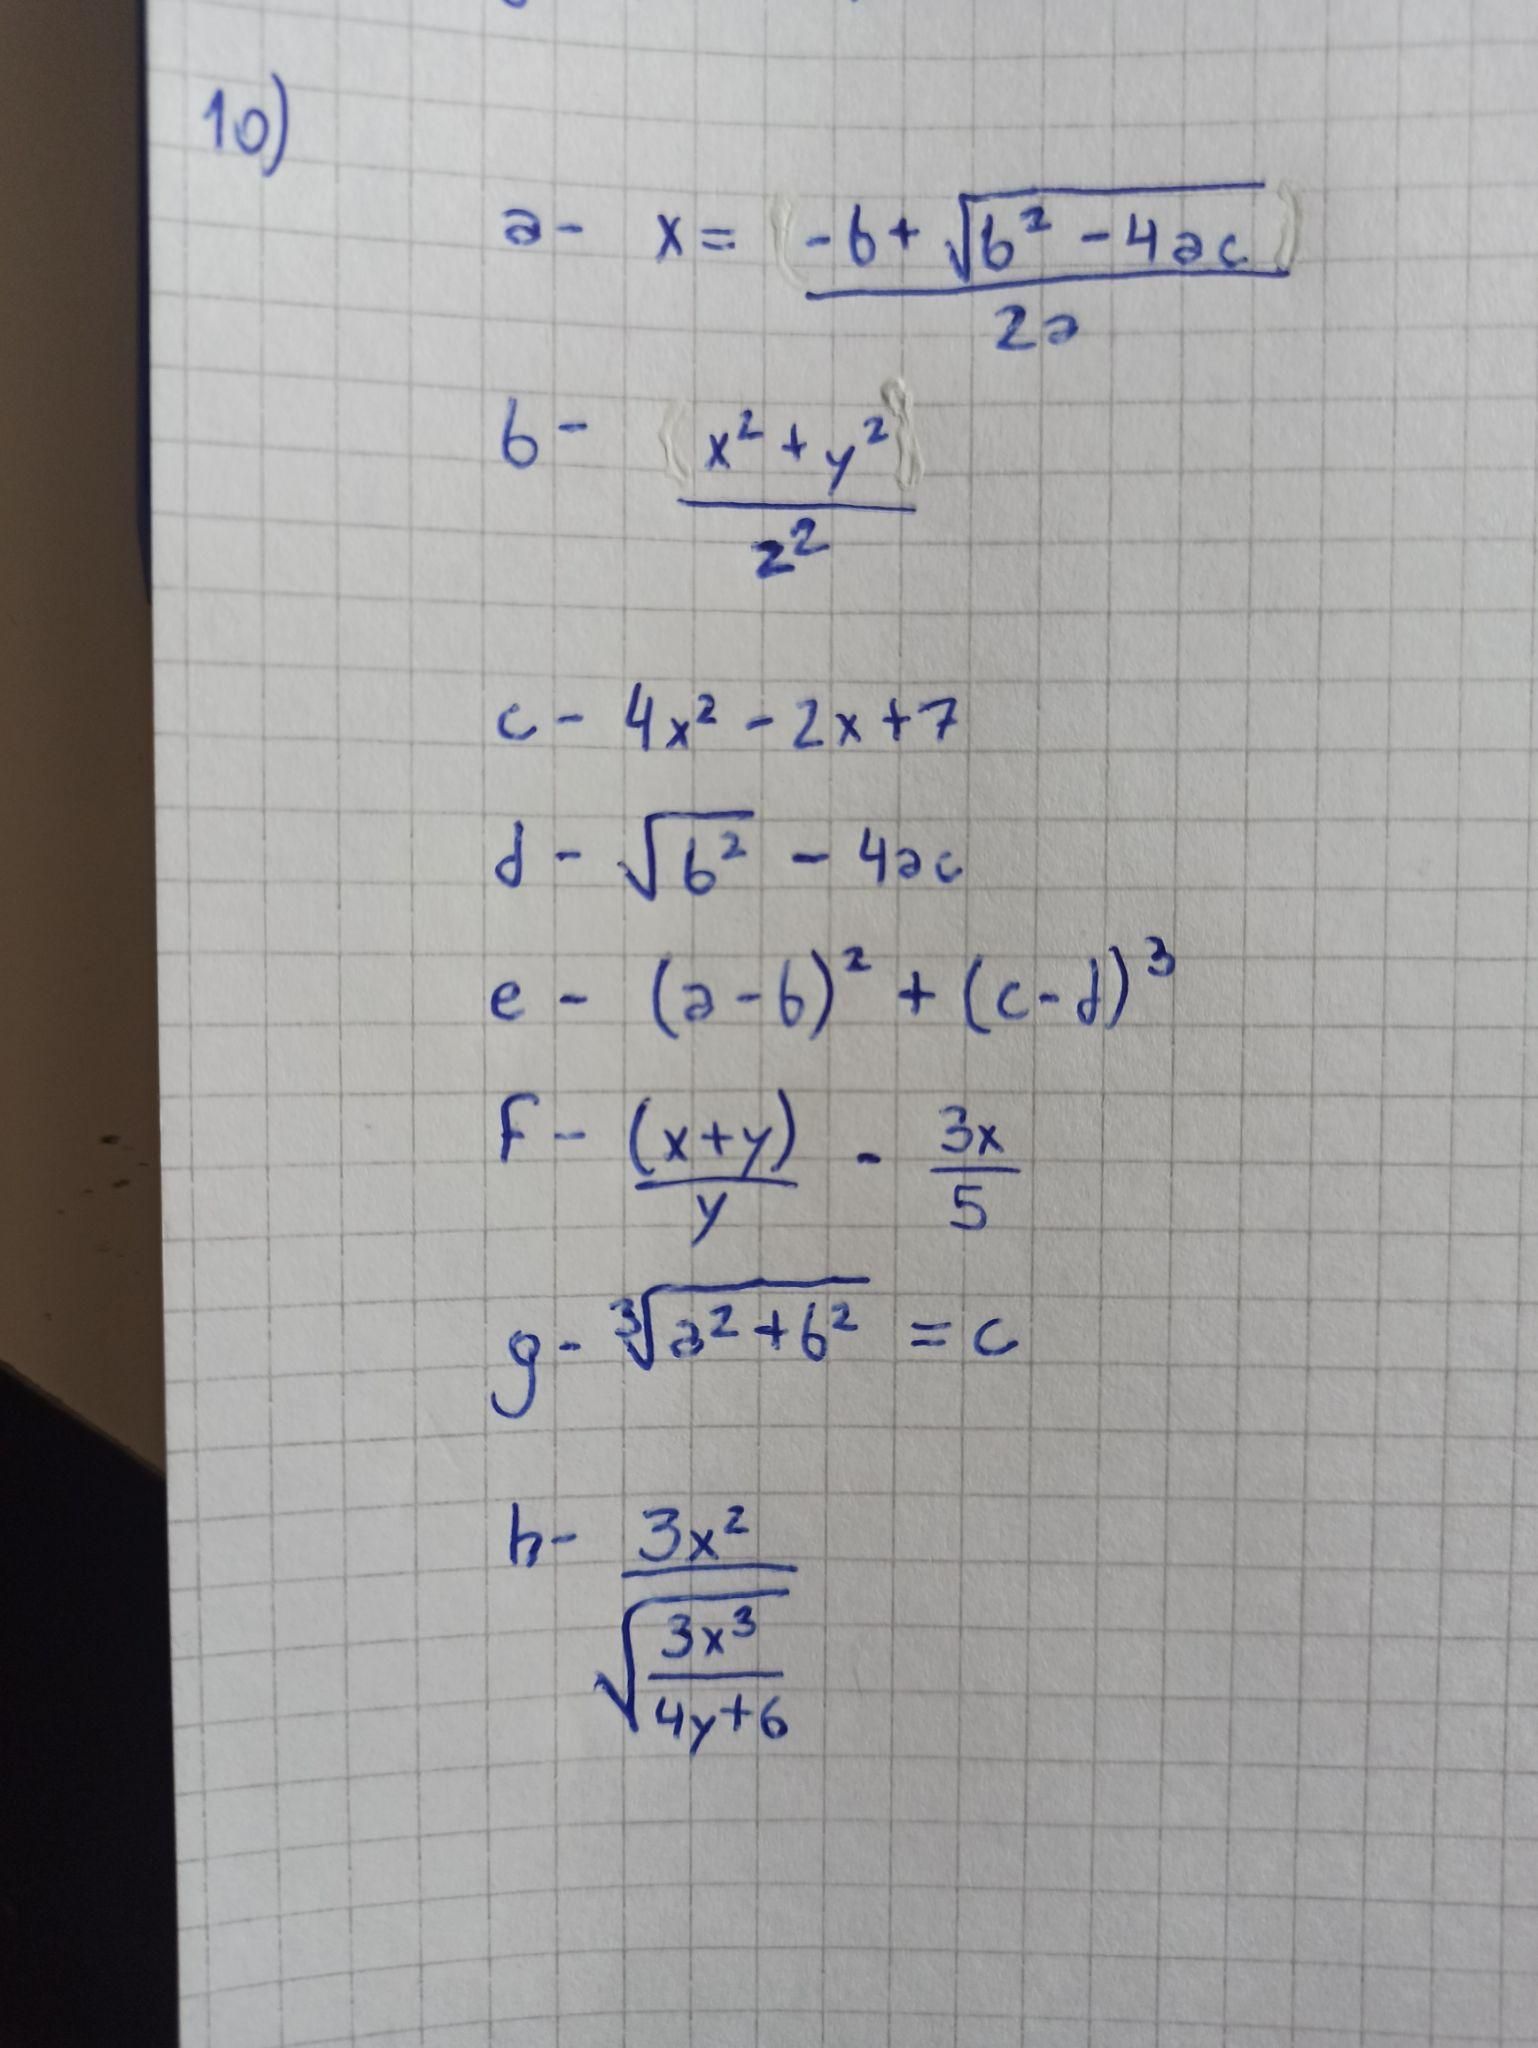 10)
a - x = (-b + √(b² - 4ac)) / 2a
b - (x² + y²) / z²
c - 4x² - 2x + 7
d - √b² - 4ac
e - (a - b)² + (c - d)³
f - (x + y) / y - 3x / 5
g - ³√(a² + b²) = c
h - 3x² / √(3x³ / (4y + 6))